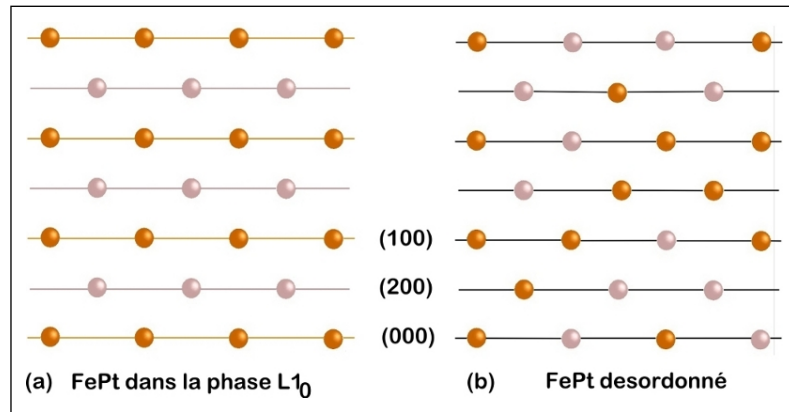 (100)
(200)
(000)
(a) FePt dans la phase L1₀
(b) FePt desordonné